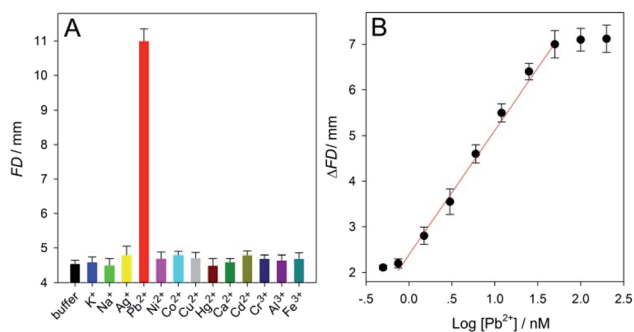 A
FD / mm
11
10
9
8
7
6
5
4
buffer
K+
Na+
Ag+
Pb2+
Ni2+
Co2+
Cu2+
Hg2+
Ca2+
Cd2+
Cr3+
Al3+
Fe3+
B
ΔFD / mm
7
6
5
4
3
2
-.5 0.0 .5 1.0 1.5 2.0 2.5
Log [Pb²⁺] / nM